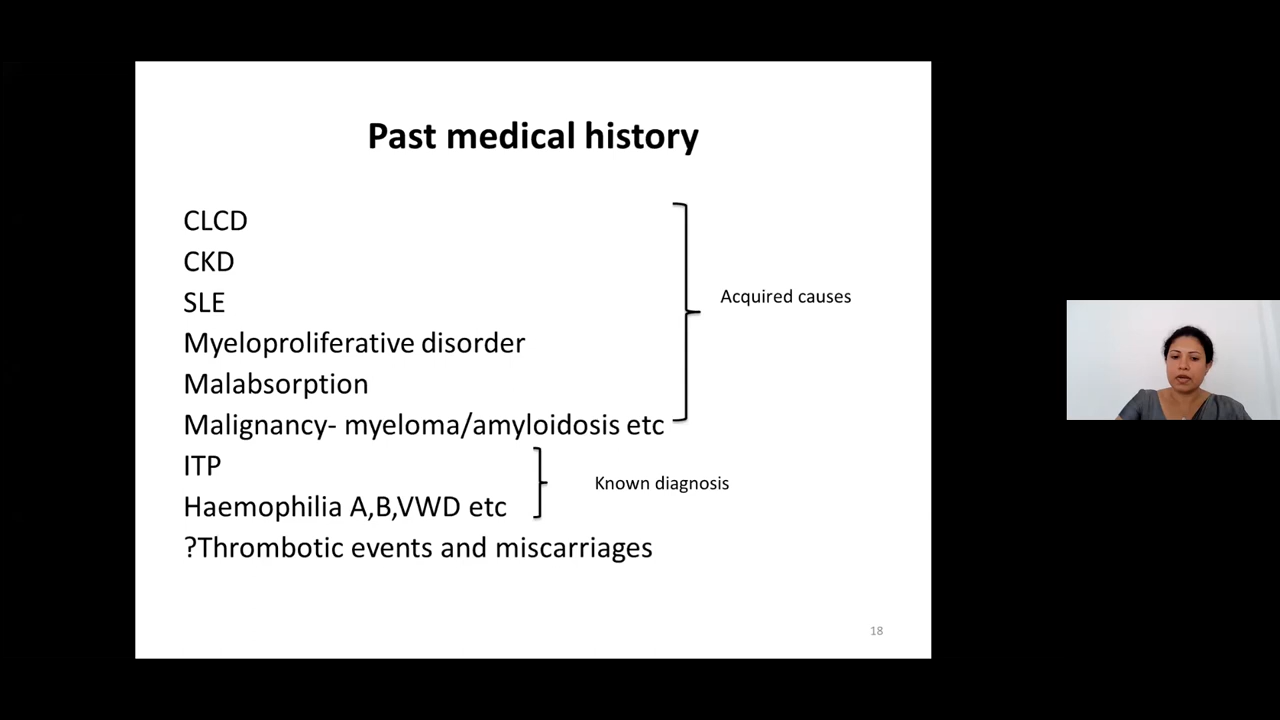 Past medical history
CLCD
CKD
SLE
Myeloproliferative disorder
Malabsorption
Malignancy- myeloma/amyloidosis etc
Acquired causes
ITP
Haemophilia A,B,VWD etc
Known diagnosis
?Thrombotic events and miscarriages
18